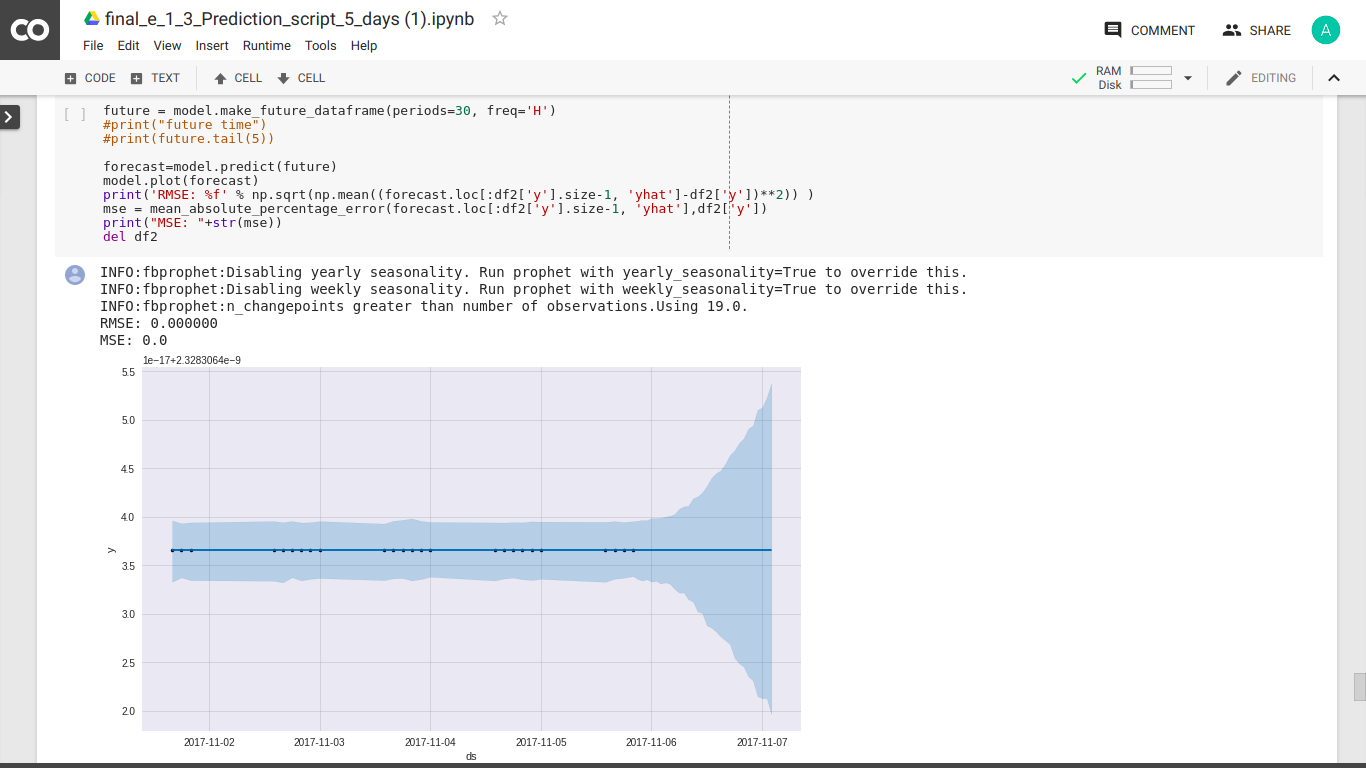 CO final_e_1_3_Prediction_script_5_days (1).ipynb
COMMENT SHARE A
File Edit View Insert Runtime Tools Help
CODE TEXT CELL CELL
RAM
Disk
EDITING
[ ] future = model.make_future_dataframe(periods=30, freq='H')
#print("future time")
#print(future.tail(5))
forecast=model.predict(future)
model.plot(forecast)
print('RMSE: %f' % np.sqrt(np.mean((forecast.loc[:df2['y'].size-1, 'yhat']-df2['y'])**2)) )
mse = mean_absolute_percentage_error(forecast.loc[:df2['y'].size-1, 'yhat'],df2['y'])
print("MSE: "+str(mse))
del df2
INFO:fbprophet:Disabling yearly seasonality. Run prophet with yearly_seasonality=True to override this.
INFO:fbprophet:Disabling weekly seasonality. Run prophet with weekly_seasonality=True to override this.
INFO:fbprophet:n_changepoints greater than number of observations.Using 19.0.
RMSE: 0.000000
MSE: 0.0
1e−17+2.3283064e−9
5.5
5.0
4.5
4.0
3.5
3.0
2.5
2.0
y
2017-11-02 2017-11-03 2017-11-04 2017-11-05 2017-11-06 2017-11-07
ds